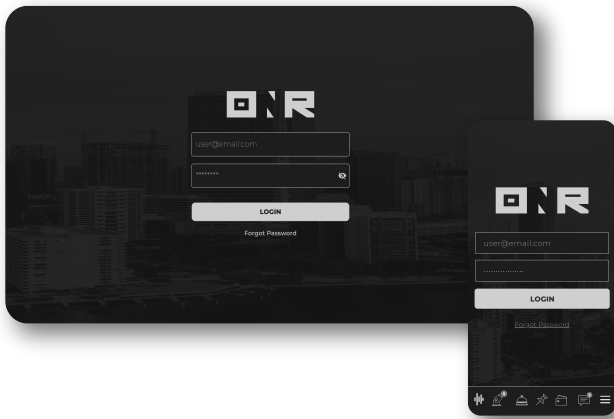 ONR
user@email.com
********
LOGIN
Forgot Password
ONR
user@email.com
.................
LOGIN
Forgot Password